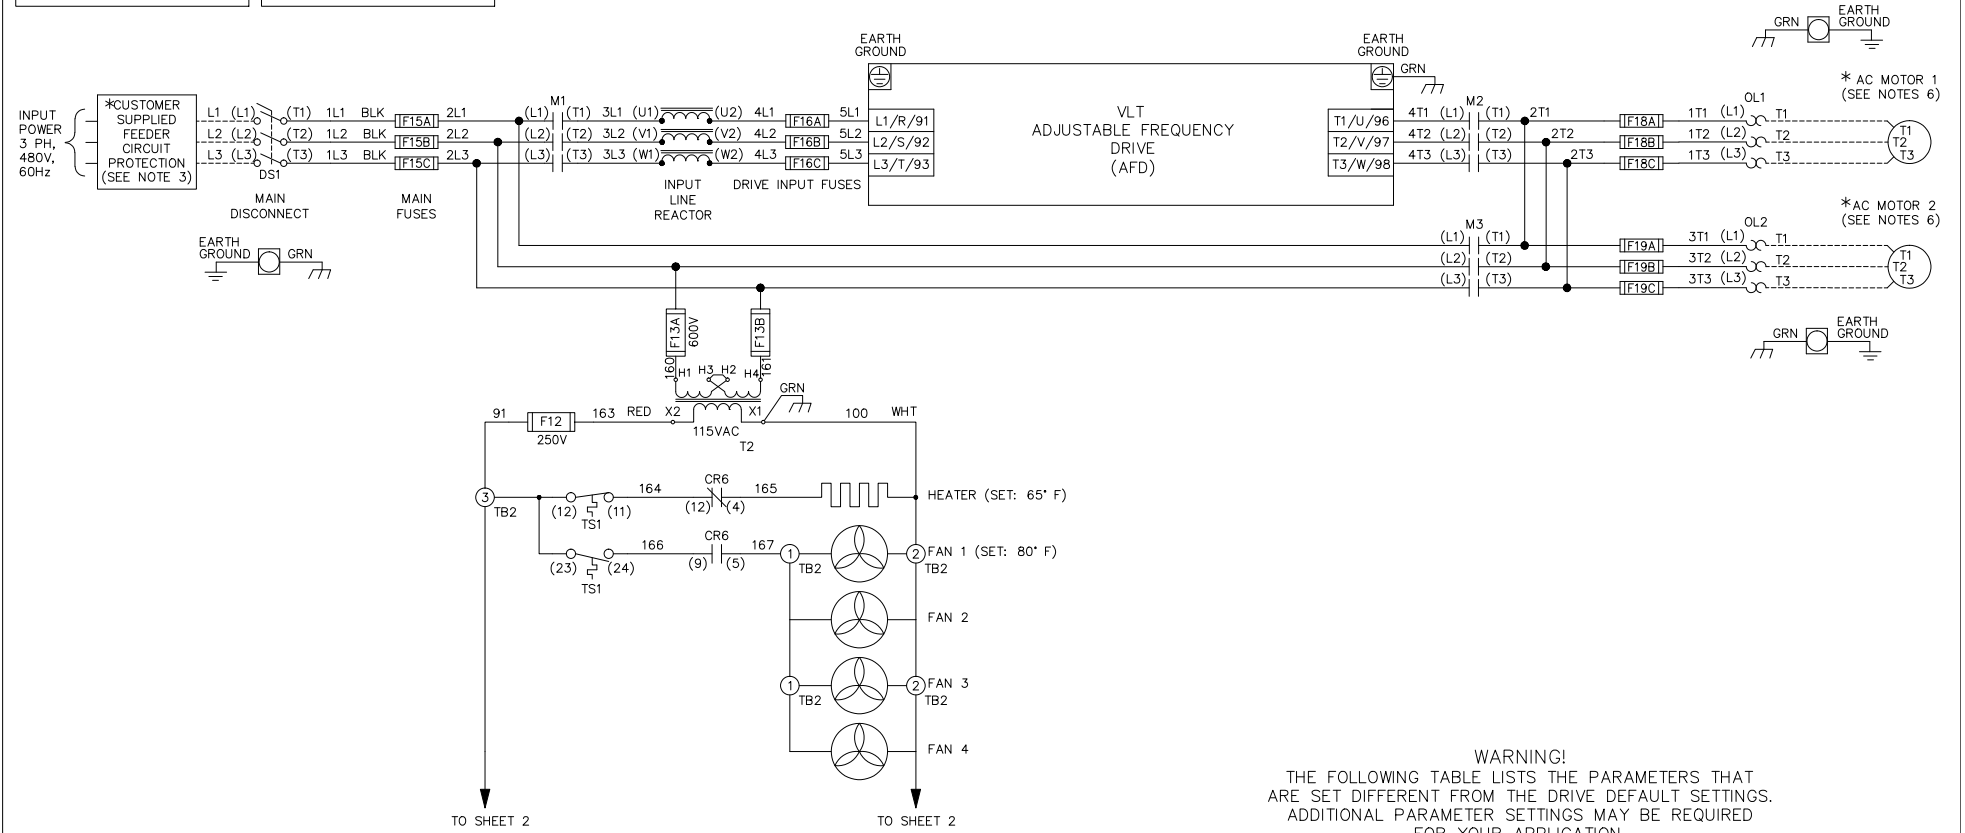 EARTH
GROUND
GRN
EARTH
GROUND
EARTH
GROUND
GRN
* AC MOTOR 1
(SEE NOTES 6)
INPUT
POWER
3 PH,
480V,
60Hz
*CUSTOMER
SUPPLIED
FEEDER
CIRCUIT
PROTECTION
(SEE NOTE 3)
L1 (L1) (T1) 1L1 BLK F15A 2L1 (L1) M1 (T1) 3L1 (U1) (U2) 4L1 F16A 5L1 L1/R/91
L2 (L2) (T2) 1L2 BLK F15B 2L2 (L2) (T2) 3L2 (V1) (V2) 4L2 F16B 5L2 L2/S/92
L3 (L3) (T3) 1L3 BLK F15C 2L3 (L3) (T3) 3L3 (W1) (W2) 4L3 F16C 5L3 L3/T/93
DS1
MAIN
DISCONNECT
MAIN
FUSES
INPUT
LINE
REACTOR
DRIVE INPUT FUSES
VLT
ADJUSTABLE FREQUENCY
DRIVE
(AFD)
T1/U/96 4T1 (L1) M2 (T1) 2T1 F18A 1T1 (L1) OL1 T1
T2/V/97 4T2 (L2) (T2) 2T2 F18B 1T2 (L2) T2
T3/W/98 4T3 (L3) (T3) 2T3 F18C 1T3 (L3) T3
T1
T2
T3
*AC MOTOR 2
(SEE NOTES 6)
EARTH
GROUND
GRN
M3
(L1) (T1) F19A 3T1 (L1) OL2 T1
(L2) (T2) F19B 3T2 (L2) T2
(L3) (T3) F19C 3T3 (L3) T3
T1
T2
T3
GRN
EARTH
GROUND
F13A
600V
F13B
160
161
H1 H3 H2 H4
GRN
91 F12 163 RED X2 X1 100 WHT
250V
115VAC
T2
3
TB2
(12) TS1 (11) 164 CR6 (12) (4) 165 HEATER (SET: 65° F)
(23) TS1 (24) 166 CR6 (9) (5) 167 1 TB2 2 TB2 FAN 1 (SET: 80° F)
FAN 2
1 TB2 2 TB2 FAN 3
FAN 4
TO SHEET 2
TO SHEET 2
WARNING!
THE FOLLOWING TABLE LISTS THE PARAMETERS THAT
ARE SET DIFFERENT FROM THE DRIVE DEFAULT SETTINGS.
ADDITIONAL PARAMETER SETTINGS MAY BE REQUIRED
FOR YOUR APPLICATION